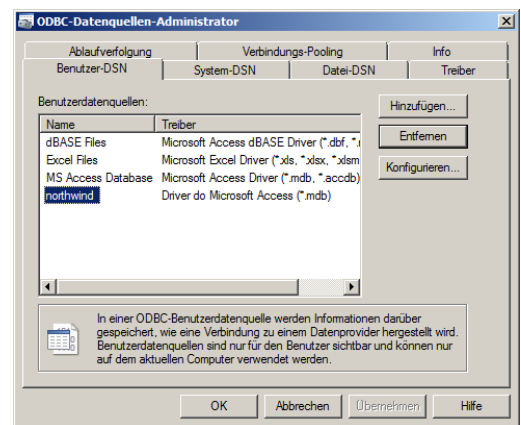 ODBC-Datenquellen-Administrator
Ablaufverfolgung Verbindungs-Pooling Info
Benutzer-DSN System-DSN Datei-DSN Treiber
Benutzerdatenquellen:
Hinzufügen...
Name Treiber
Entfernen
dBASE Files Microsoft Access dBASE Driver (*.dbf, *.
Excel Files Microsoft Excel Driver (*.xls, *.xlsx, *.xlsm
Konfigurieren...
MS Access Database Microsoft Access Driver (*.mdb, *.accdb)
northwind Driver do Microsoft Access (*.mdb)
In einer ODBC-Benutzerdatenquelle werden Informationen darüber
gespeichert, wie eine Verbindung zu einem Datenprovider hergestellt wird.
Benutzerdatenquellen sind nur für den Benutzer sichtbar und können nur
auf dem aktuellen Computer verwendet werden.
OK Abbrechen Übernehmen Hilfe